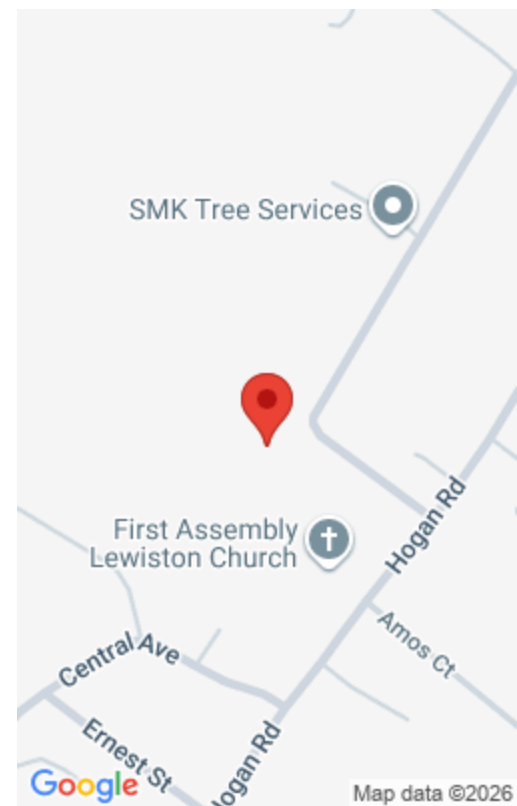 SMK Tree Services
First Assembly
Lewiston Church
Hogan Rd
Amos Ct
Central Ave
Ernest St
ogan Rd
Google
Map data ©2026